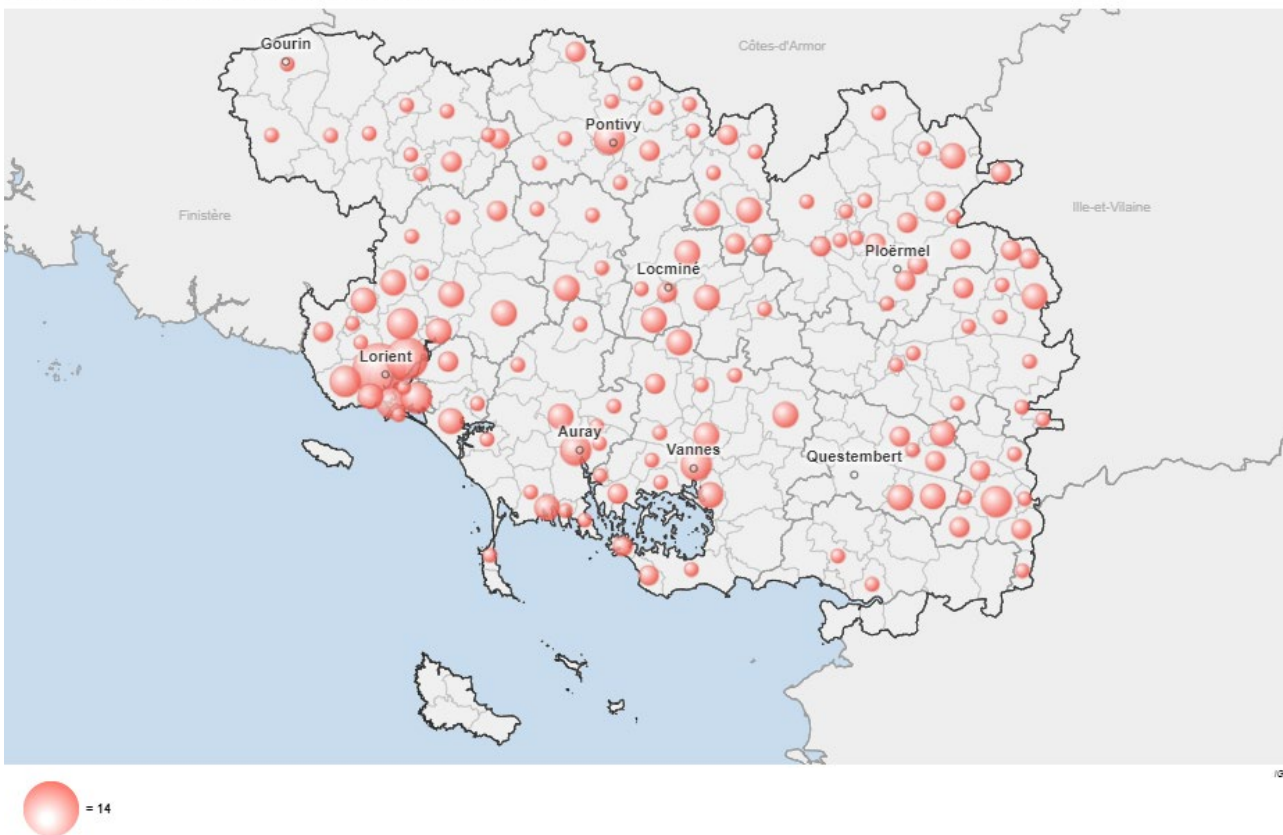 Gourin
Côtes-d'Armor
Pontivy
Finistère
Ille-et-Vilaine
Ploërmel
Locminé
Lorient
Auray
Vannes
Questembert
= 14